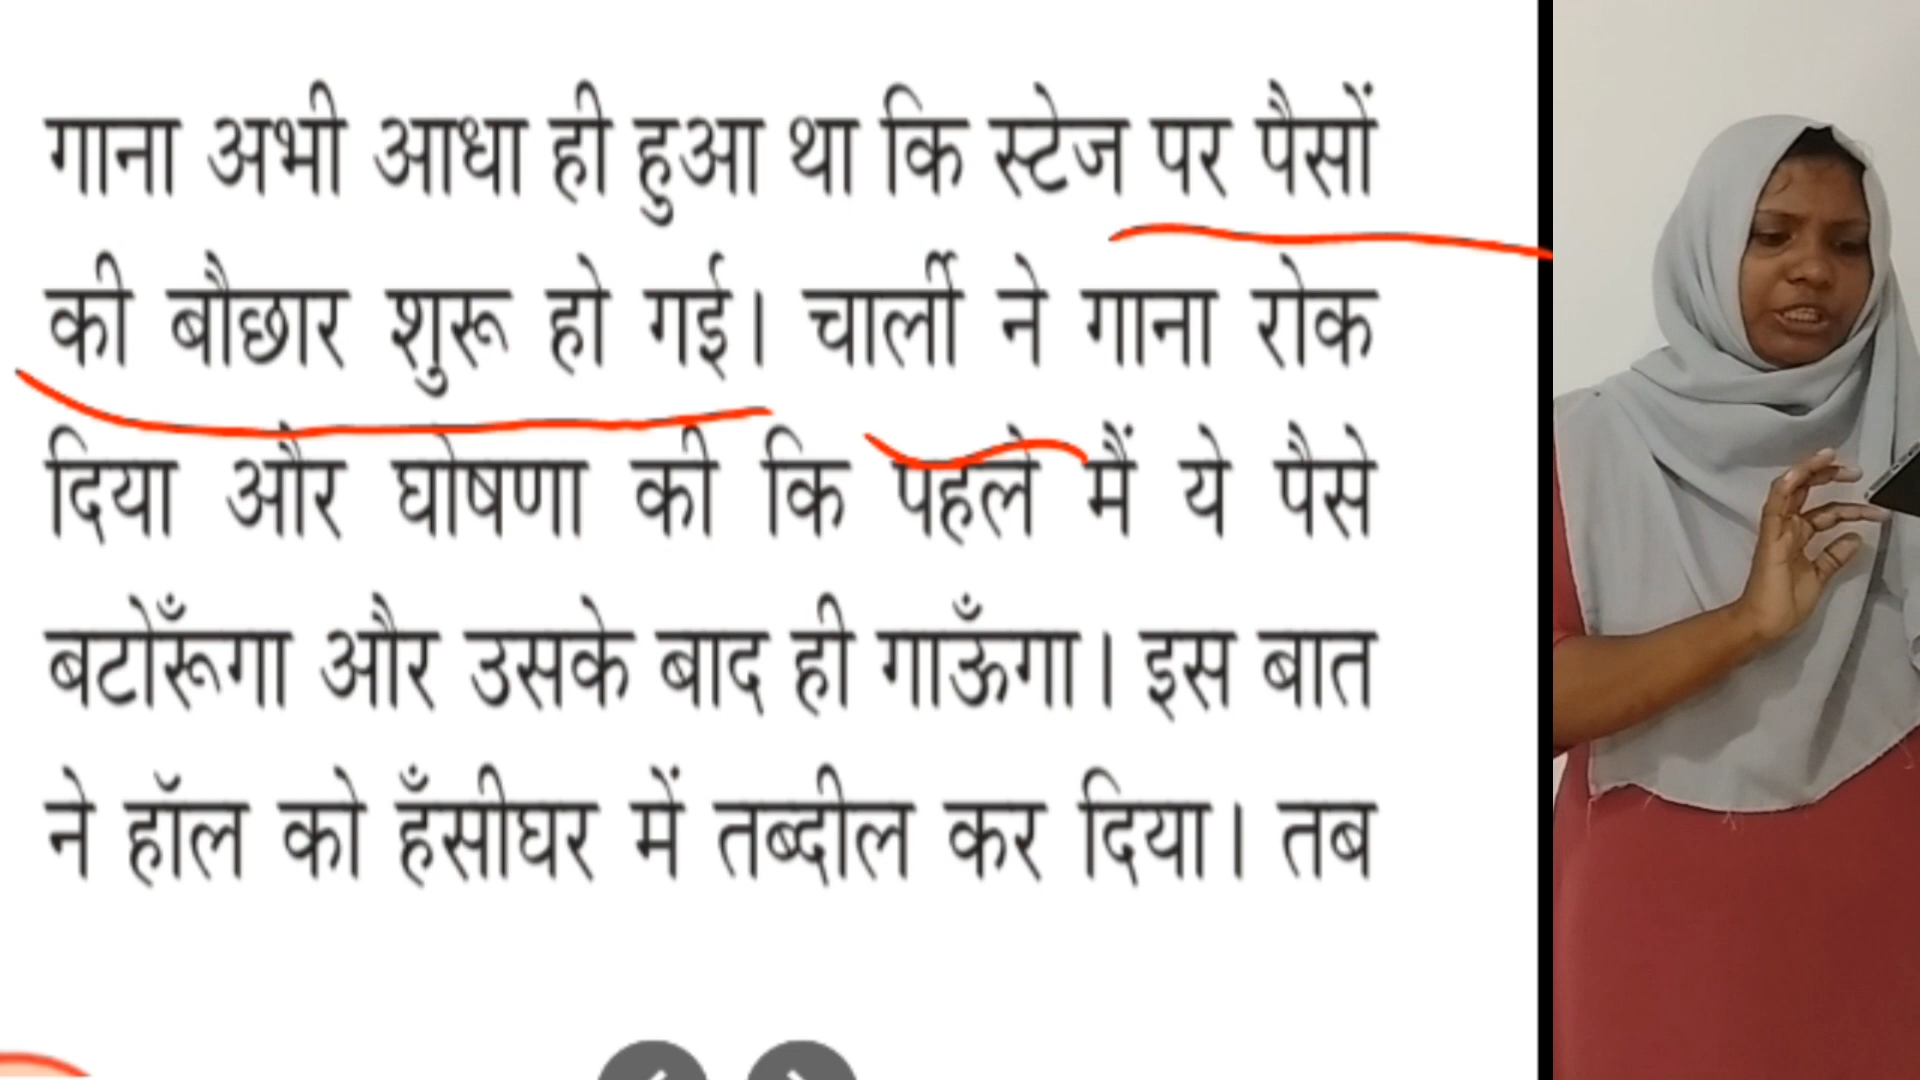 गाना अभी आधा ही हुआ था कि स्टेज पर पैसों
की बौछार शुरू हो गई। चार्ली ने गाना रोक
दिया और घोषणा की कि पहले मैं ये पैसे
बटोरूँगा और उसके बाद ही गाऊँगा। इस बात
ने हॉल को हँसीघर में तब्दील कर दिया। तब